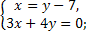 x = y − 7,
3x + 4y = 0;